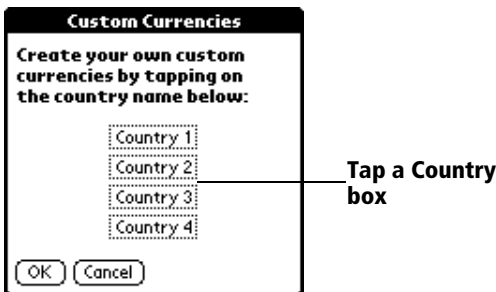 Custom Currencies
Create your own custom
currencies by tapping on
the country name below:
Country 1
Country 2
Country 3
Country 4
Tap a Country
box
OK Cancel